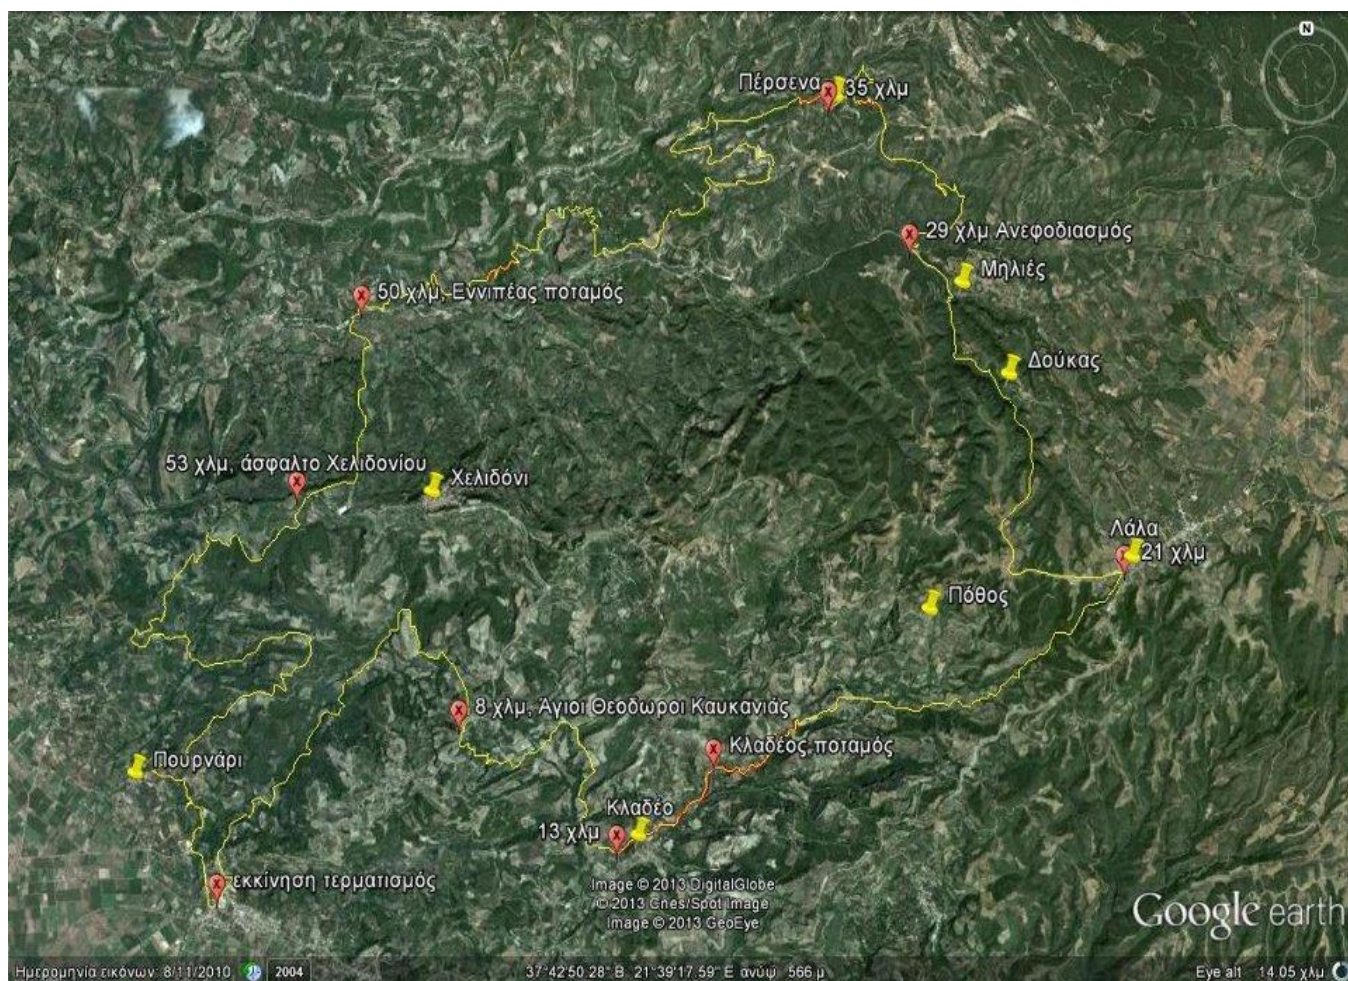 N
Πέρσενα
35 χλμ
29 χλμ Ανεφοδιασμός
Μηλιές
50 χλμ, Εννιπέας ποταμός
Δούκας
53 χλμ, άσφαλτο Χελιδονίου
Χελιδόνι
Λάλα
21 χλμ
Πόθος
8 χλμ, Άγιοι Θεόδωροι Καυκανιάς
Κλαδέος ποταμός
Πουρνάρι
Κλαδέο
13 χλμ
εκκίνηση τερματισμός
Image © 2013 DigitalGlobe
© 2013 Cnes/Spot Image
Image © 2013 GeoEye
Google earth
Ημερομηνία εικόνων: 8/11/2010 2004 37°42'50.28" Β 21°39'17.59" Ε ανύψ 566 μ Eye alt 14.05 χλμ